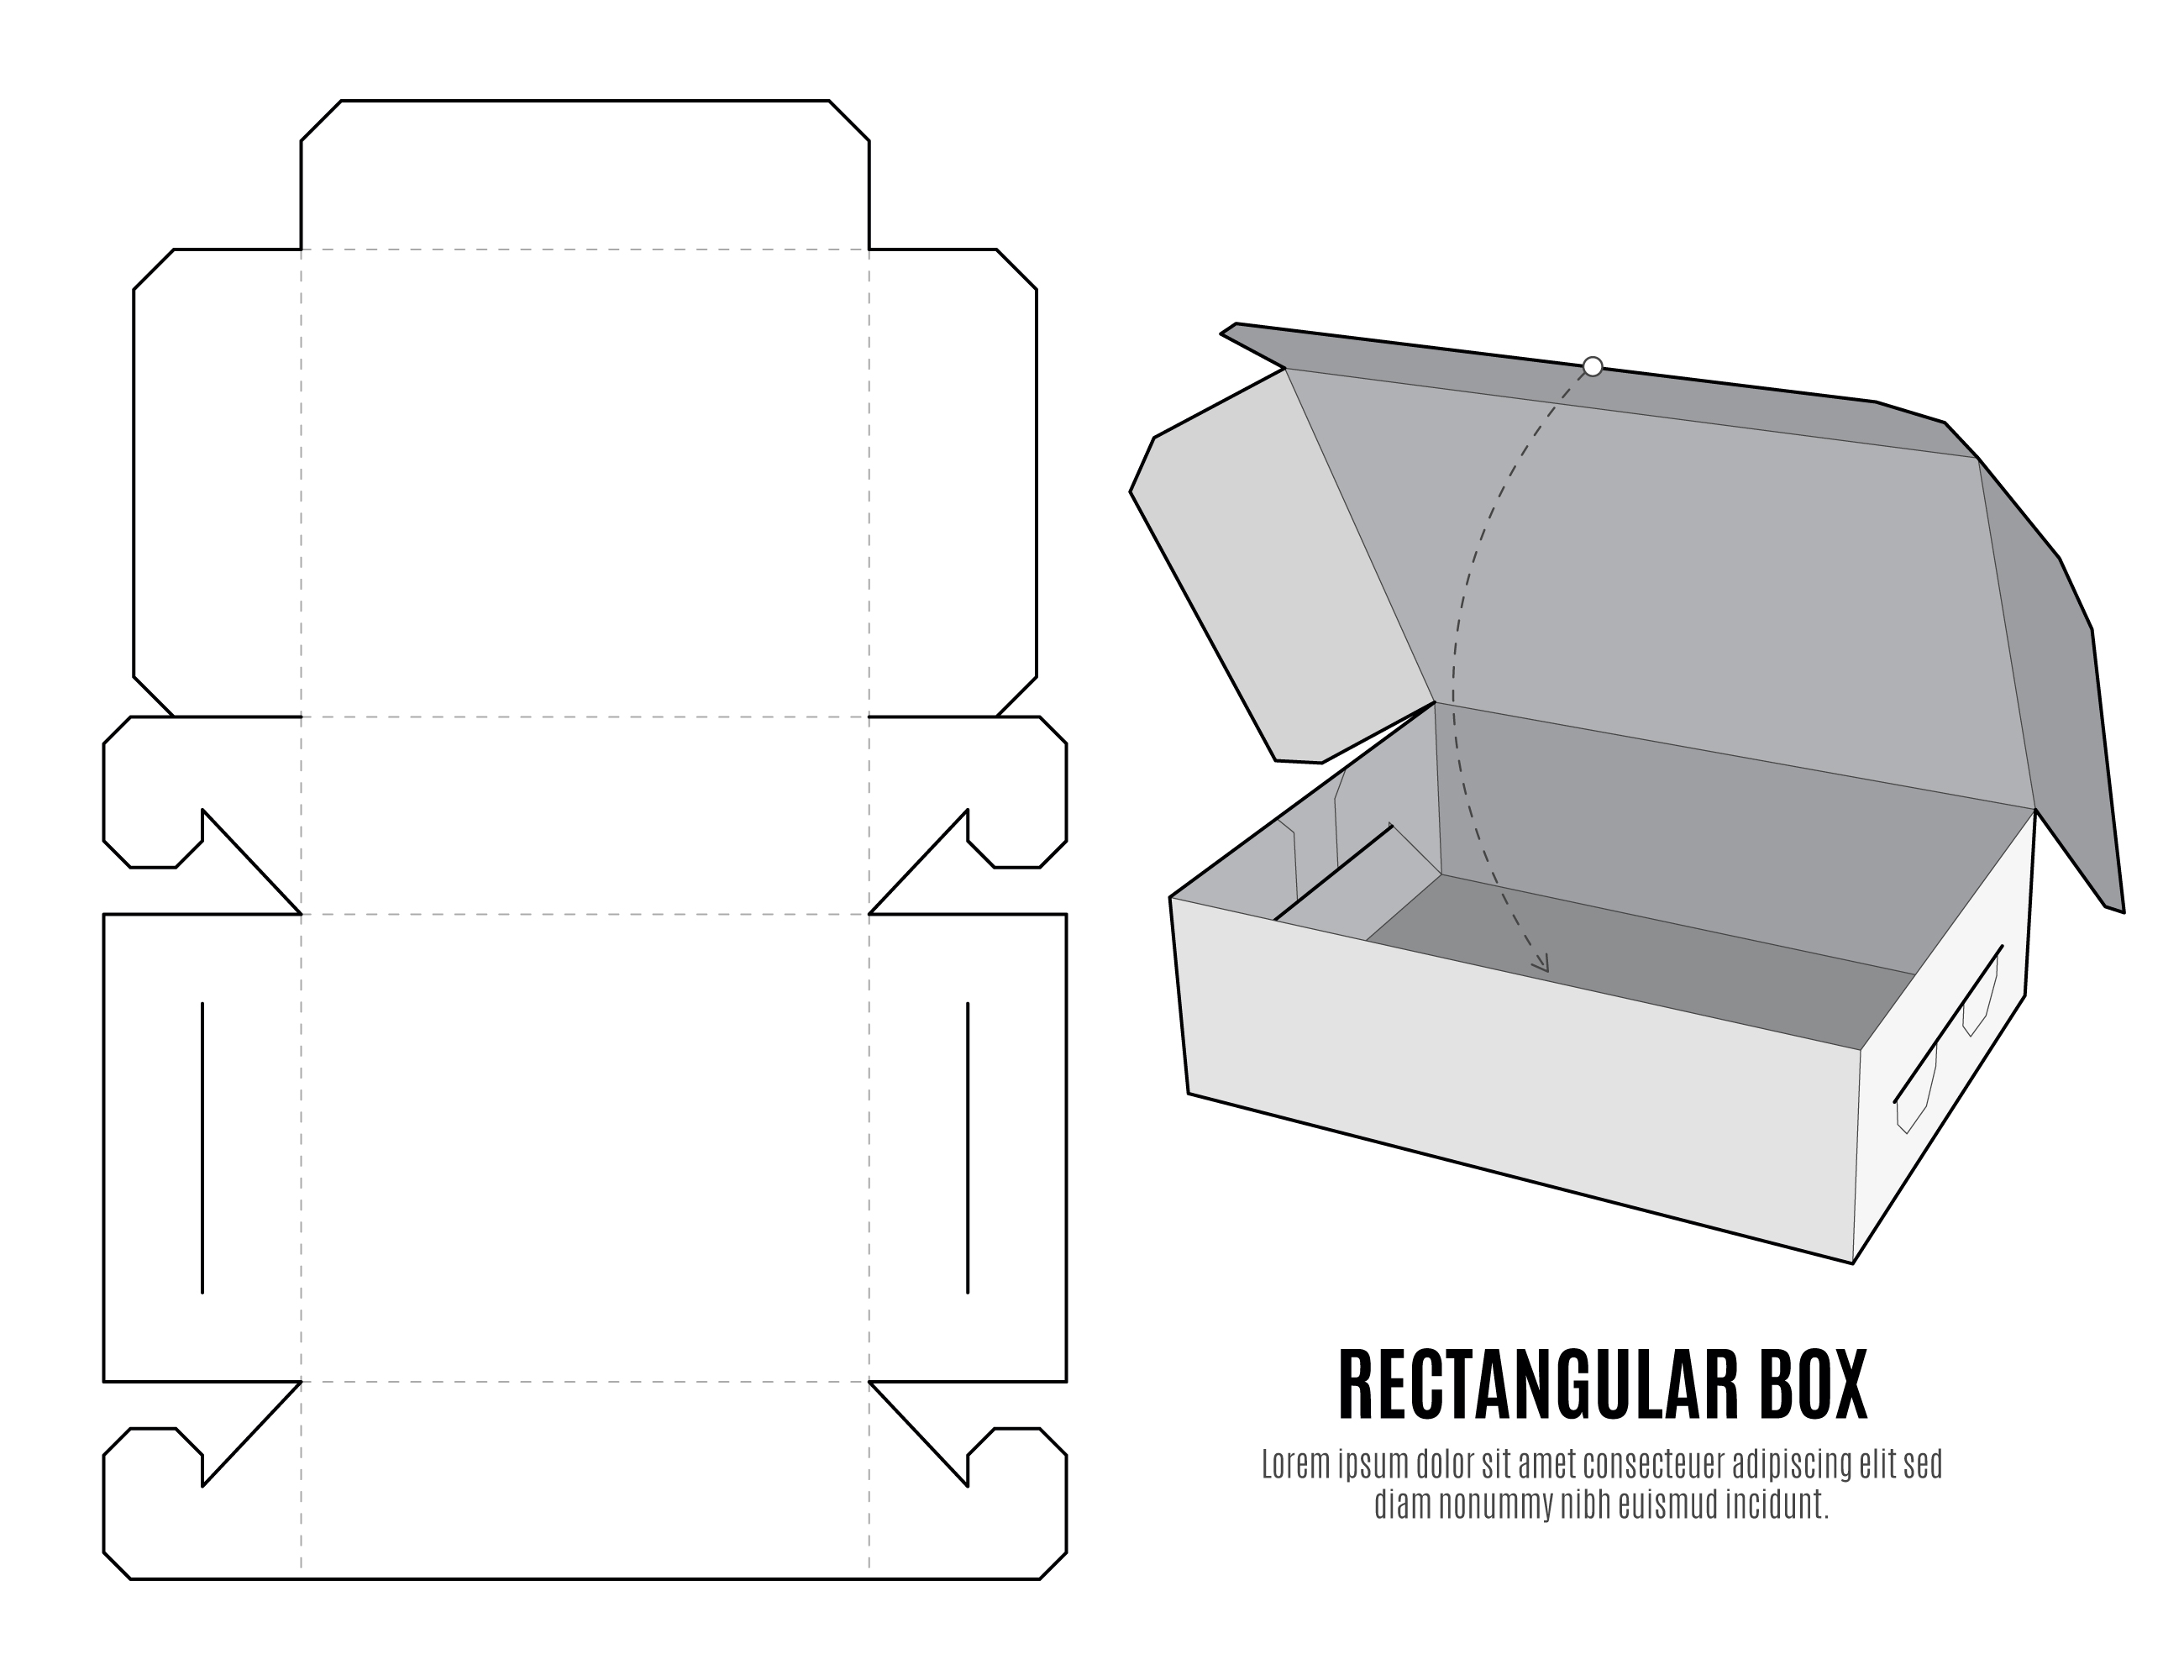 RECTANGULAR BOX
Lorem ipsum dolor sit amet consecteuer adipiscing elit sed
diam nonummy nibh euismud incidunt.